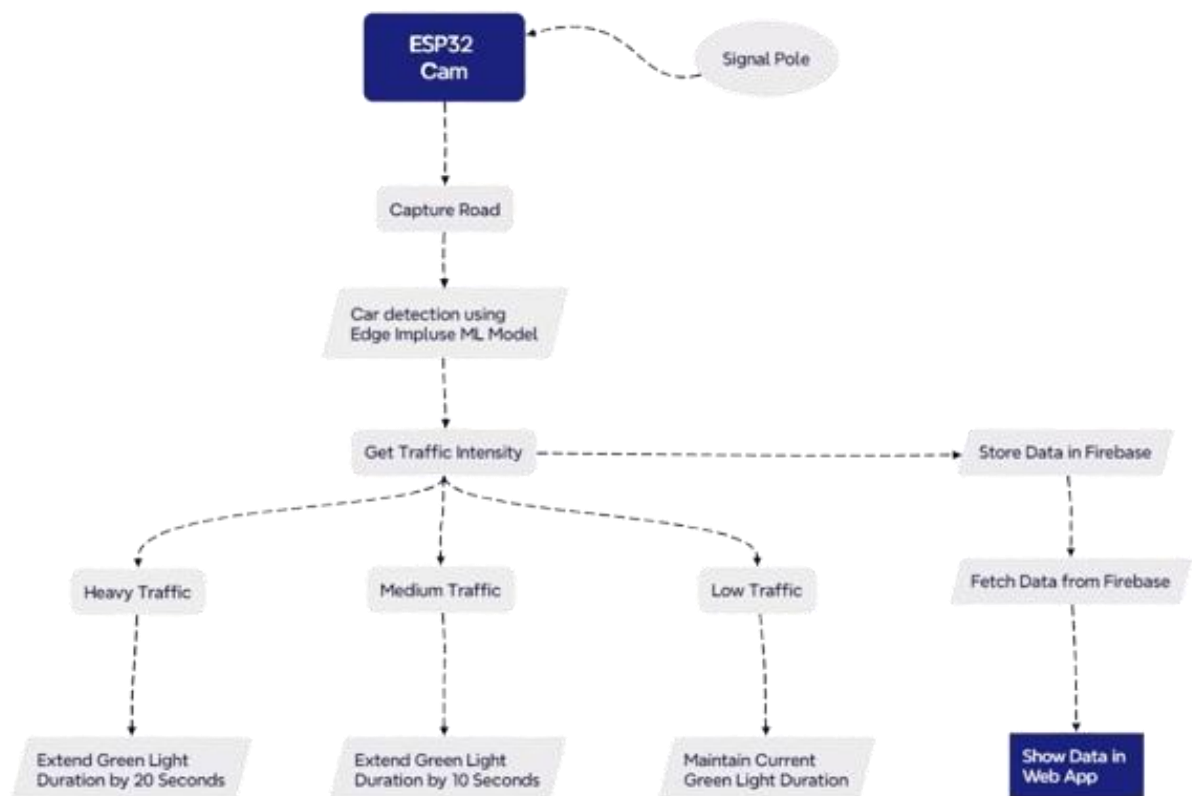 ESP32
Cam
Signal Pole
Capture Road
Car detection using
Edge Impluse ML Model
Get Traffic Intensity
Store Data in Firebase
Heavy Traffic
Medium Traffic
Low Traffic
Fetch Data from Firebase
Extend Green Light
Duration by 20 Seconds
Extend Green Light
Duration by 10 Seconds
Maintain Current
Green Light Duration
Show Data in
Web App